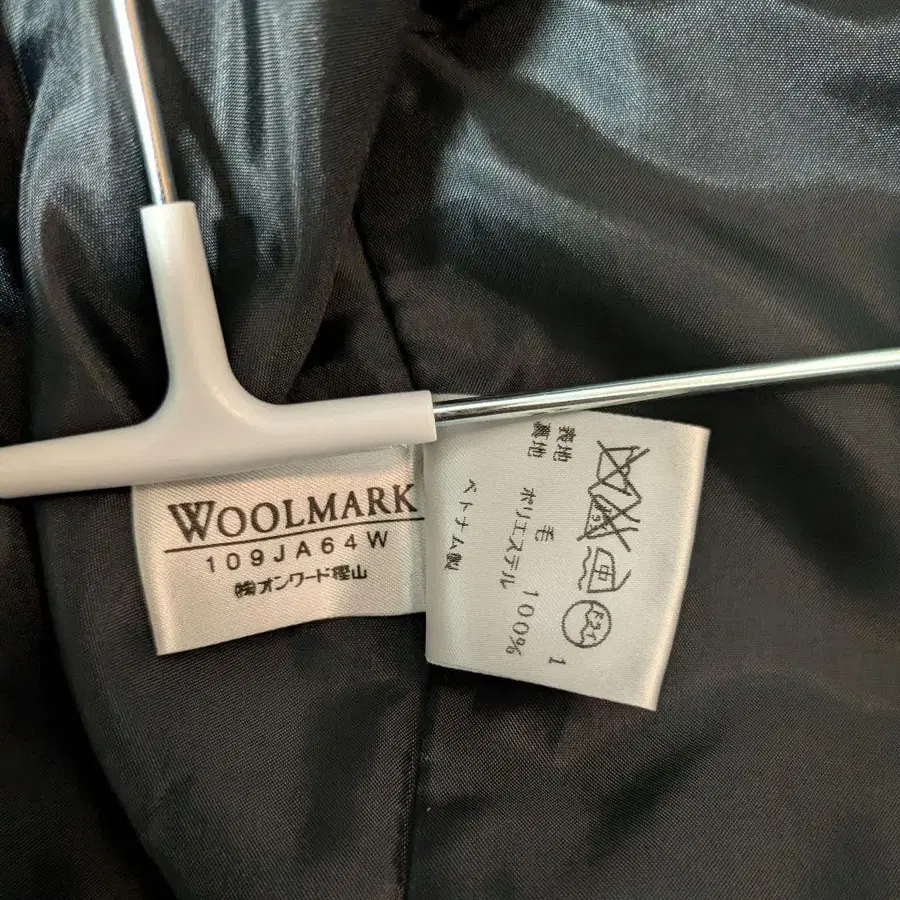 WOOLMARK
109JA64W
㈱オンワード樫山
1
表地 毛 100%
裏地 ポリエステル
ベトナム製